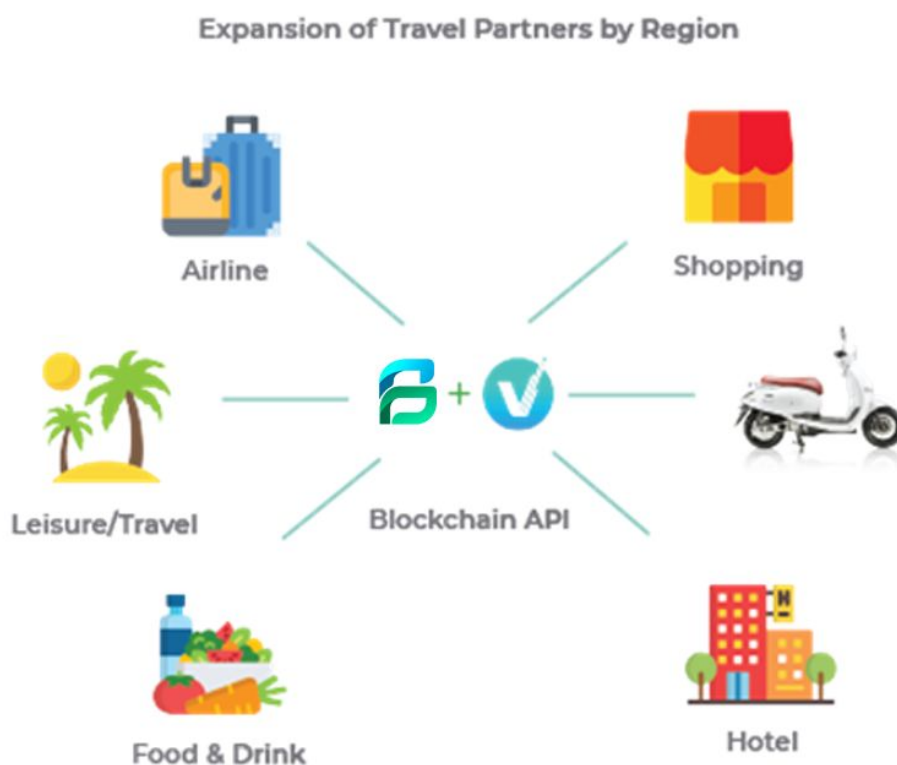 Expansion of Travel Partners by Region
Airline
Shopping
Leisure/Travel
Blockchain API
Food & Drink
Hotel